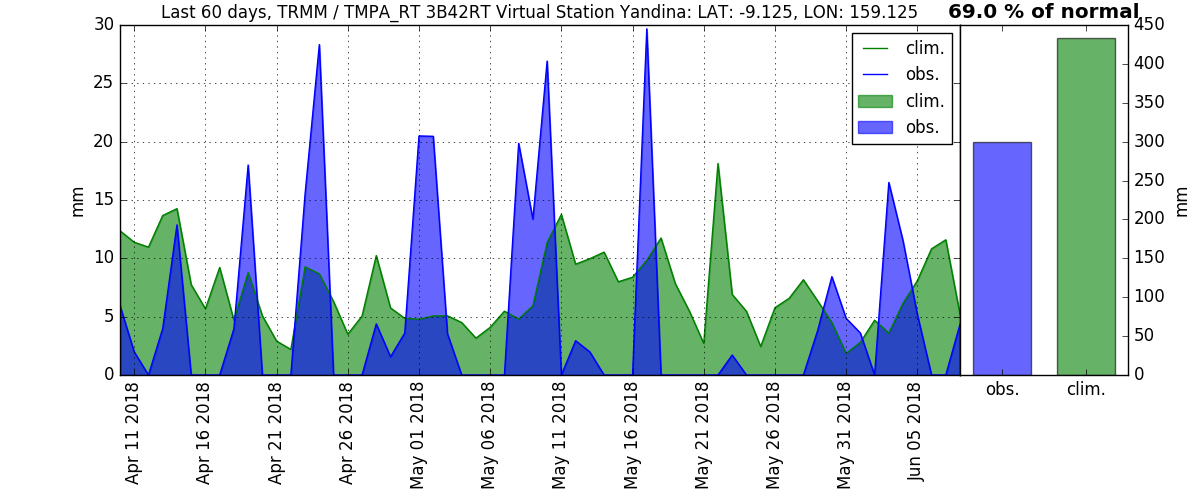 Last 60 days, TRMM / TMPA_RT 3B42RT Virtual Station Yandina: LAT: -9.125, LON: 159.125
69.0 % of normal
30
25
20
15
10
5
0
mm
clim.
obs.
clim.
obs.
450
400
350
300
250
200
150
100
50
0
mm
obs.
clim.
Apr 11 2018
Apr 16 2018
Apr 21 2018
Apr 26 2018
May 01 2018
May 06 2018
May 11 2018
May 16 2018
May 21 2018
May 26 2018
May 31 2018
Jun 05 2018